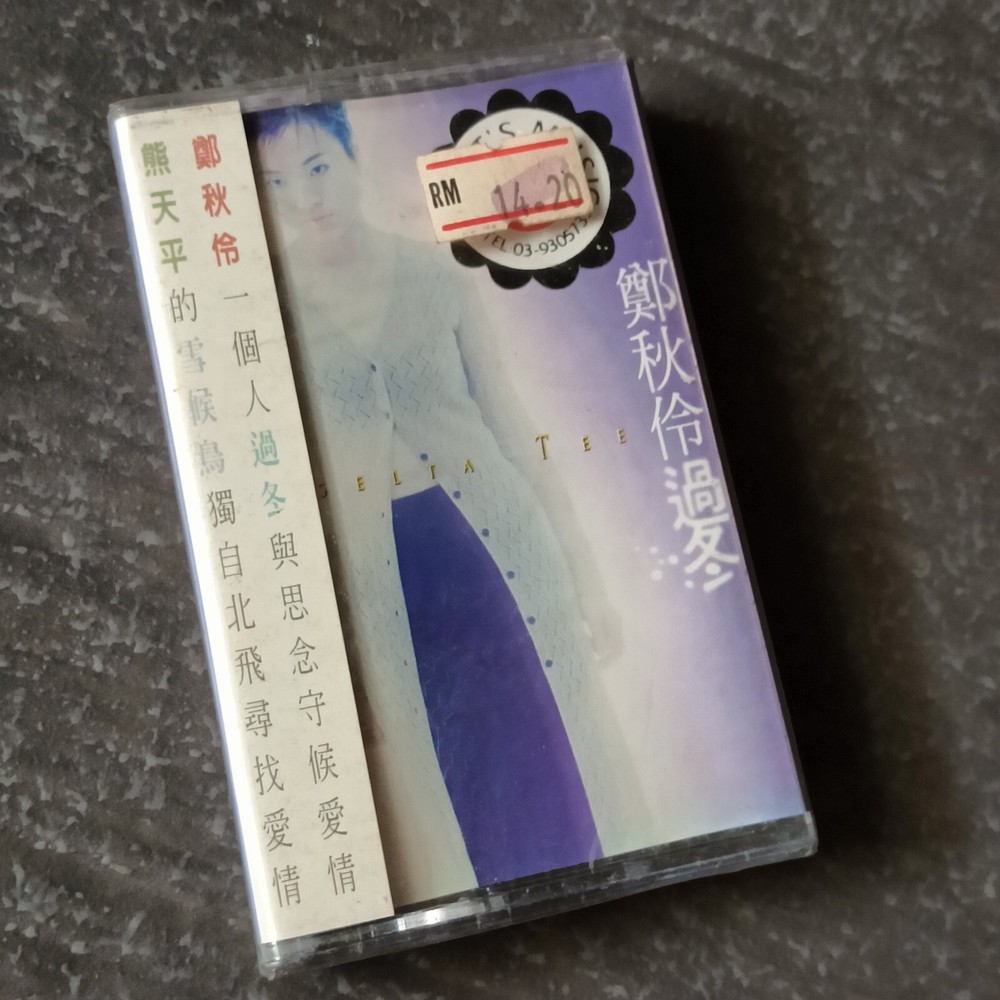 鄭秋伶一個人過冬與思念守候愛情
熊天平的雪候鳥獨自北飛尋找愛情
RM 14.20
TEL 03-930573
鄭秋伶
過冬
ELIA TEE